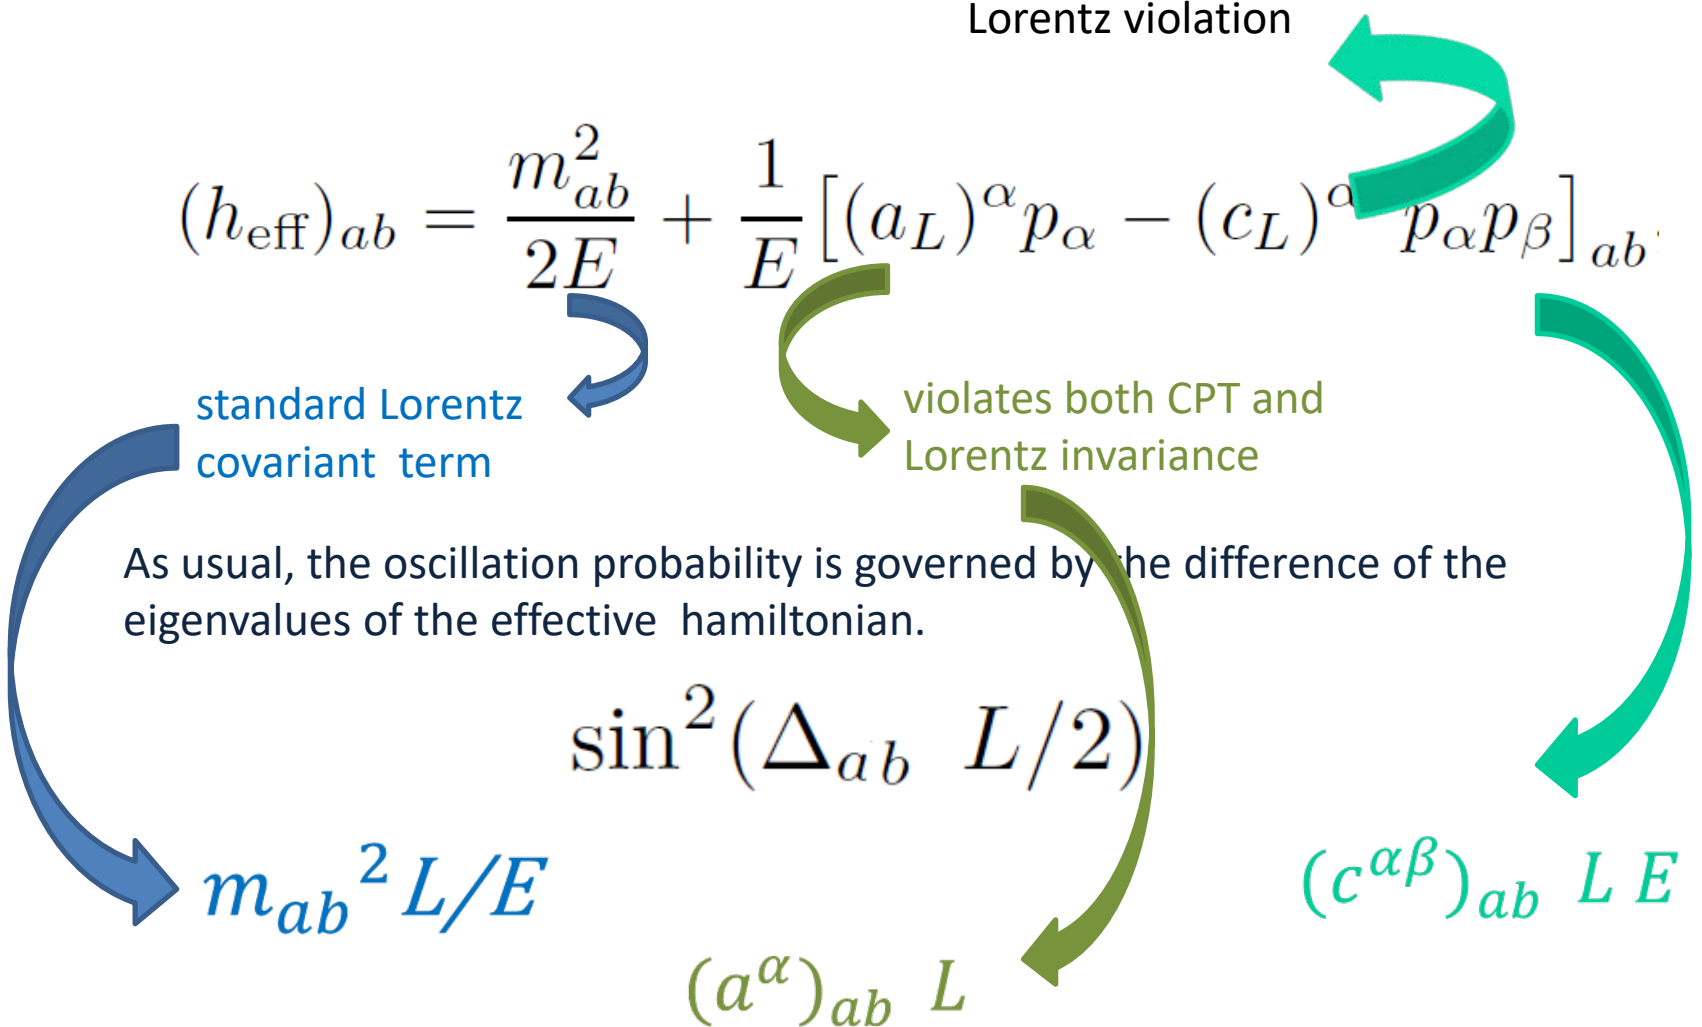 Lorentz violation
(h_eff)_ab = m²_ab / 2E + 1/E [(a_L)^α p_α − (c_L)^α p_α p_β]_ab
standard Lorentz
covariant term
violates both CPT and
Lorentz invariance
As usual, the oscillation probability is governed by the difference of the
eigenvalues of the effective hamiltonian.
sin²(Δ_ab L/2)
m_ab² L/E
(c^αβ)_ab L E
(a^α)_ab L